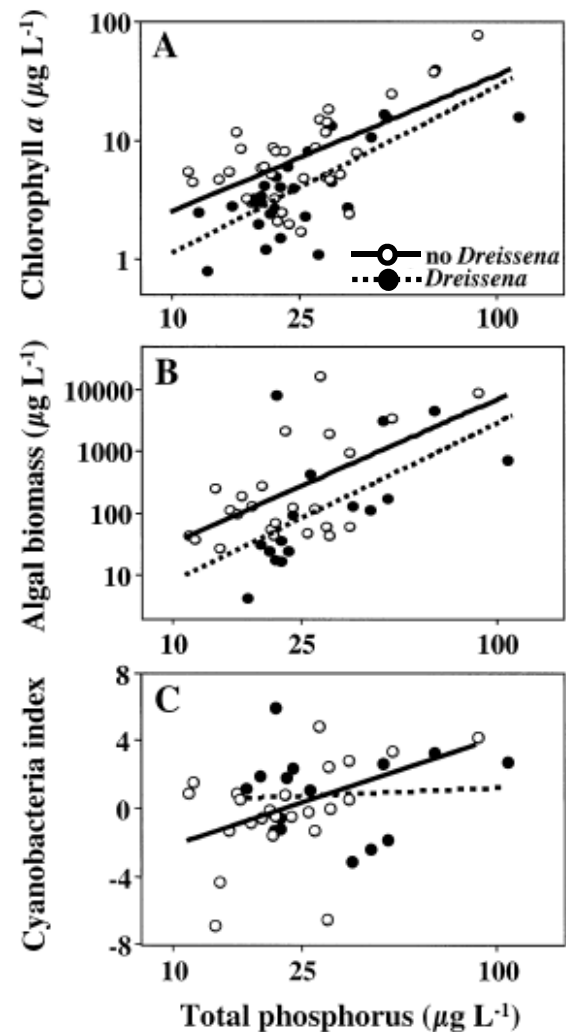 A
Chlorophyll a (µg L-1)
100
10
1
no Dreissena
Dreissena
10 25 100
B
Algal biomass (µg L-1)
10000
1000
100
10
10 25 100
C
Cyanobacteria index
8
4
0
-4
-8
10 25 100
Total phosphorus (µg L-1)